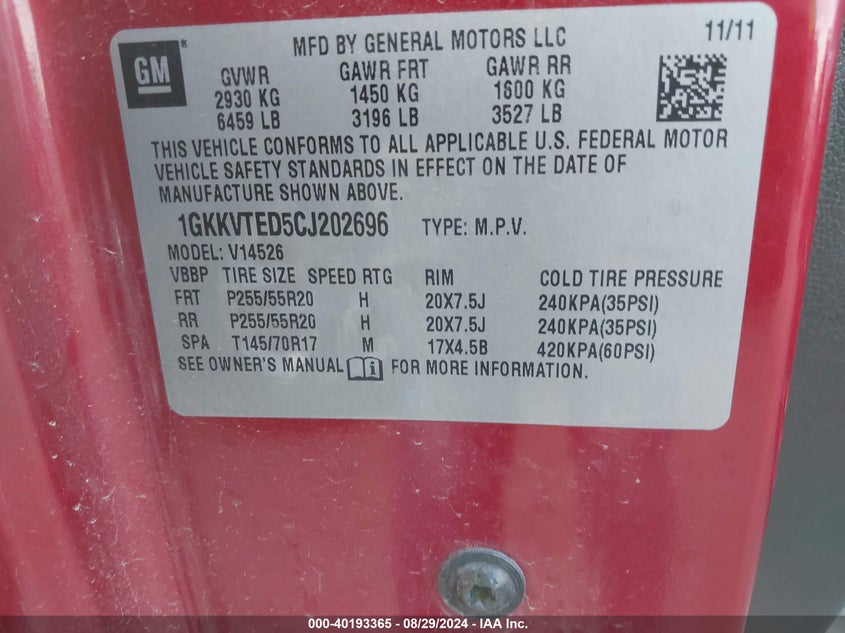 GM ®
MFD BY GENERAL MOTORS LLC 11/11
GVWR GAWR FRT GAWR RR
2930 KG 1450 KG 1600 KG
6459 LB 3196 LB 3527 LB
THIS VEHICLE CONFORMS TO ALL APPLICABLE U.S. FEDERAL MOTOR
VEHICLE SAFETY STANDARDS IN EFFECT ON THE DATE OF
MANUFACTURE SHOWN ABOVE.
1GKKVTED5CJ202696 TYPE: M.P.V.
MODEL: V14526
VBBP TIRE SIZE SPEED RTG RIM COLD TIRE PRESSURE
FRT P255/55R20 H 20X7.5J 240KPA(35PSI)
RR P255/55R20 H 20X7.5J 240KPA(35PSI)
SPA T145/70R17 M 17X4.5B 420KPA(60PSI)
SEE OWNER'S MANUAL FOR MORE INFORMATION.
000-40193365 - 08/29/2024 - IAA Inc.